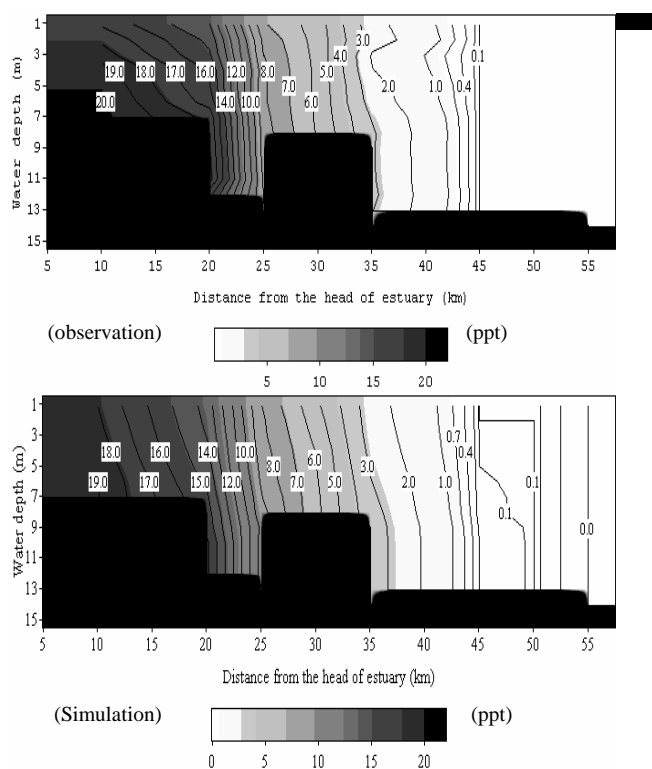 1
3
5
7
9
11
13
15
Water depth (m)
19.0 18.0 17.0 16.0 12.0 8.0 7.0 5.0 4.0 3.0 2.0 1.0 0.4 0.1
20.0 14.0 10.0 6.0
5 10 15 20 25 30 35 40 45 50 55
Distance from the head of estuary (km)
(observation) (ppt)
5 10 15 20
1
3
5
7
9
11
13
15
Water depth (m)
18.0 16.0 14.0 10.0 8.0 6.0 3.0 0.7 0.4
19.0 17.0 15.0 12.0 7.0 5.0 2.0 1.0 0.1 0.1 0.0
5 10 15 20 25 30 35 40 45 50 55
Distance from the head of estuary (km)
(Simulation) (ppt)
0 5 10 15 20